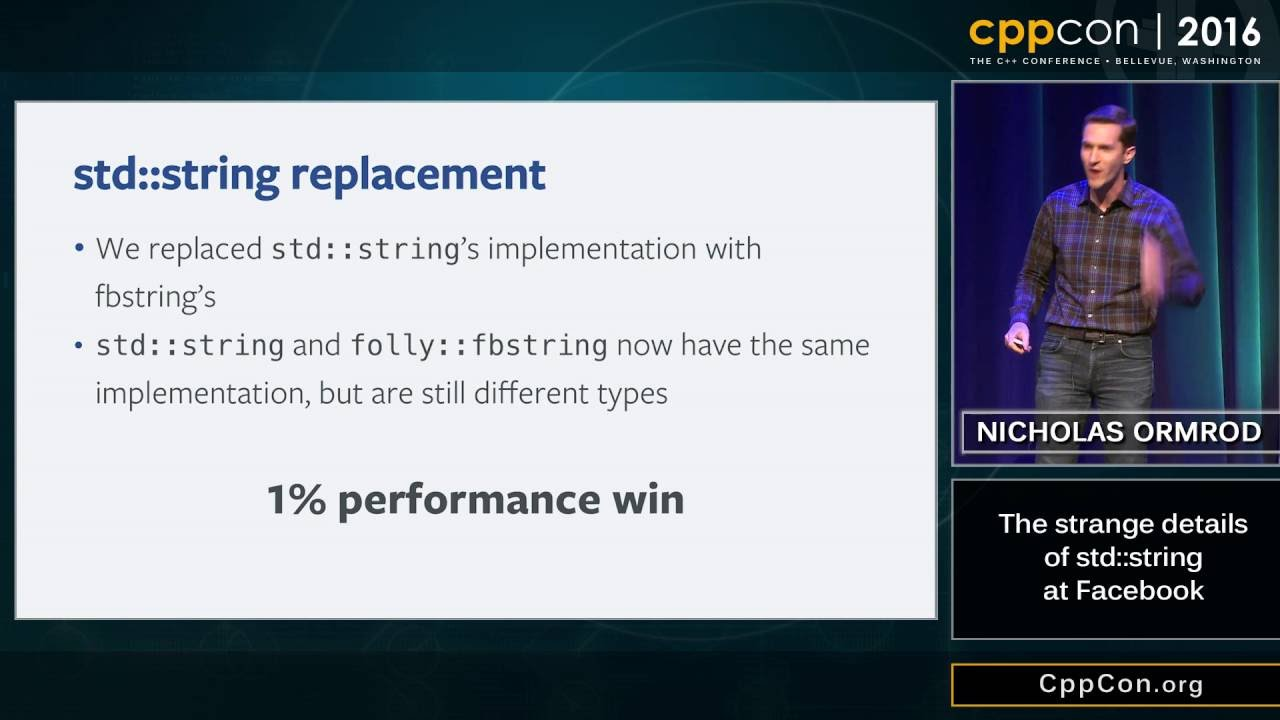 cppcon | 2016
THE C++ CONFERENCE • BELLEVUE, WASHINGTON
std::string replacement
• We replaced std::string’s implementation with
fbstring’s
• std::string and folly::fbstring now have the same
implementation, but are still different types
1% performance win
NICHOLAS ORMROD
The strange details
of std::string
at Facebook
CppCon.org